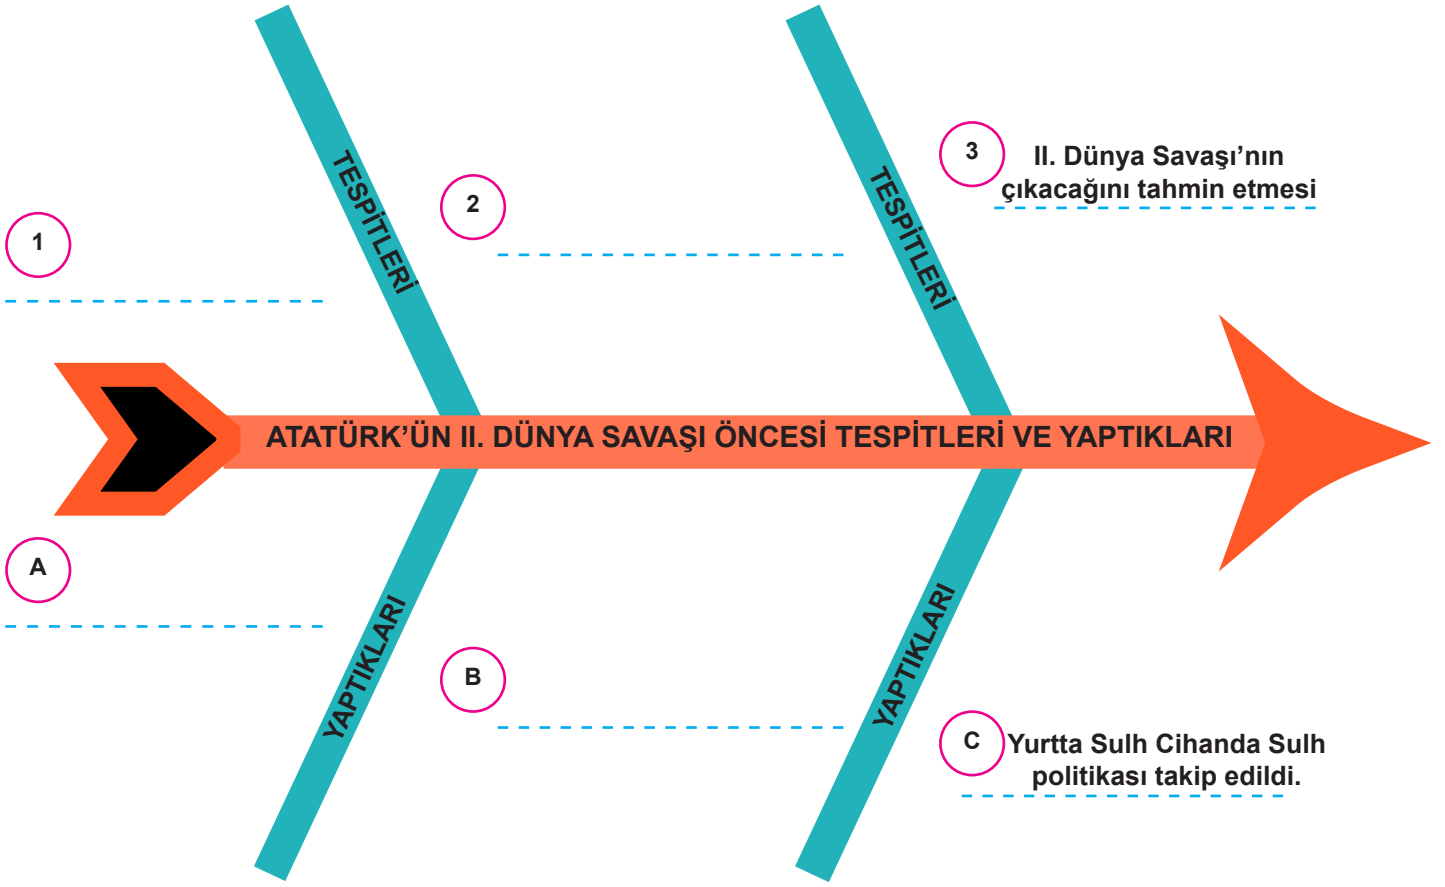 1
TESPİTLERİ
2
TESPİTLERİ
3
II. Dünya Savaşı’nın
çıkacağını tahmin etmesi
ATATÜRK’ÜN II. DÜNYA SAVAŞI ÖNCESİ TESPİTLERİ VE YAPTIKLARI
A
YAPTIKLARI
B
YAPTIKLARI
C
Yurtta Sulh Cihanda Sulh
politikası takip edildi.